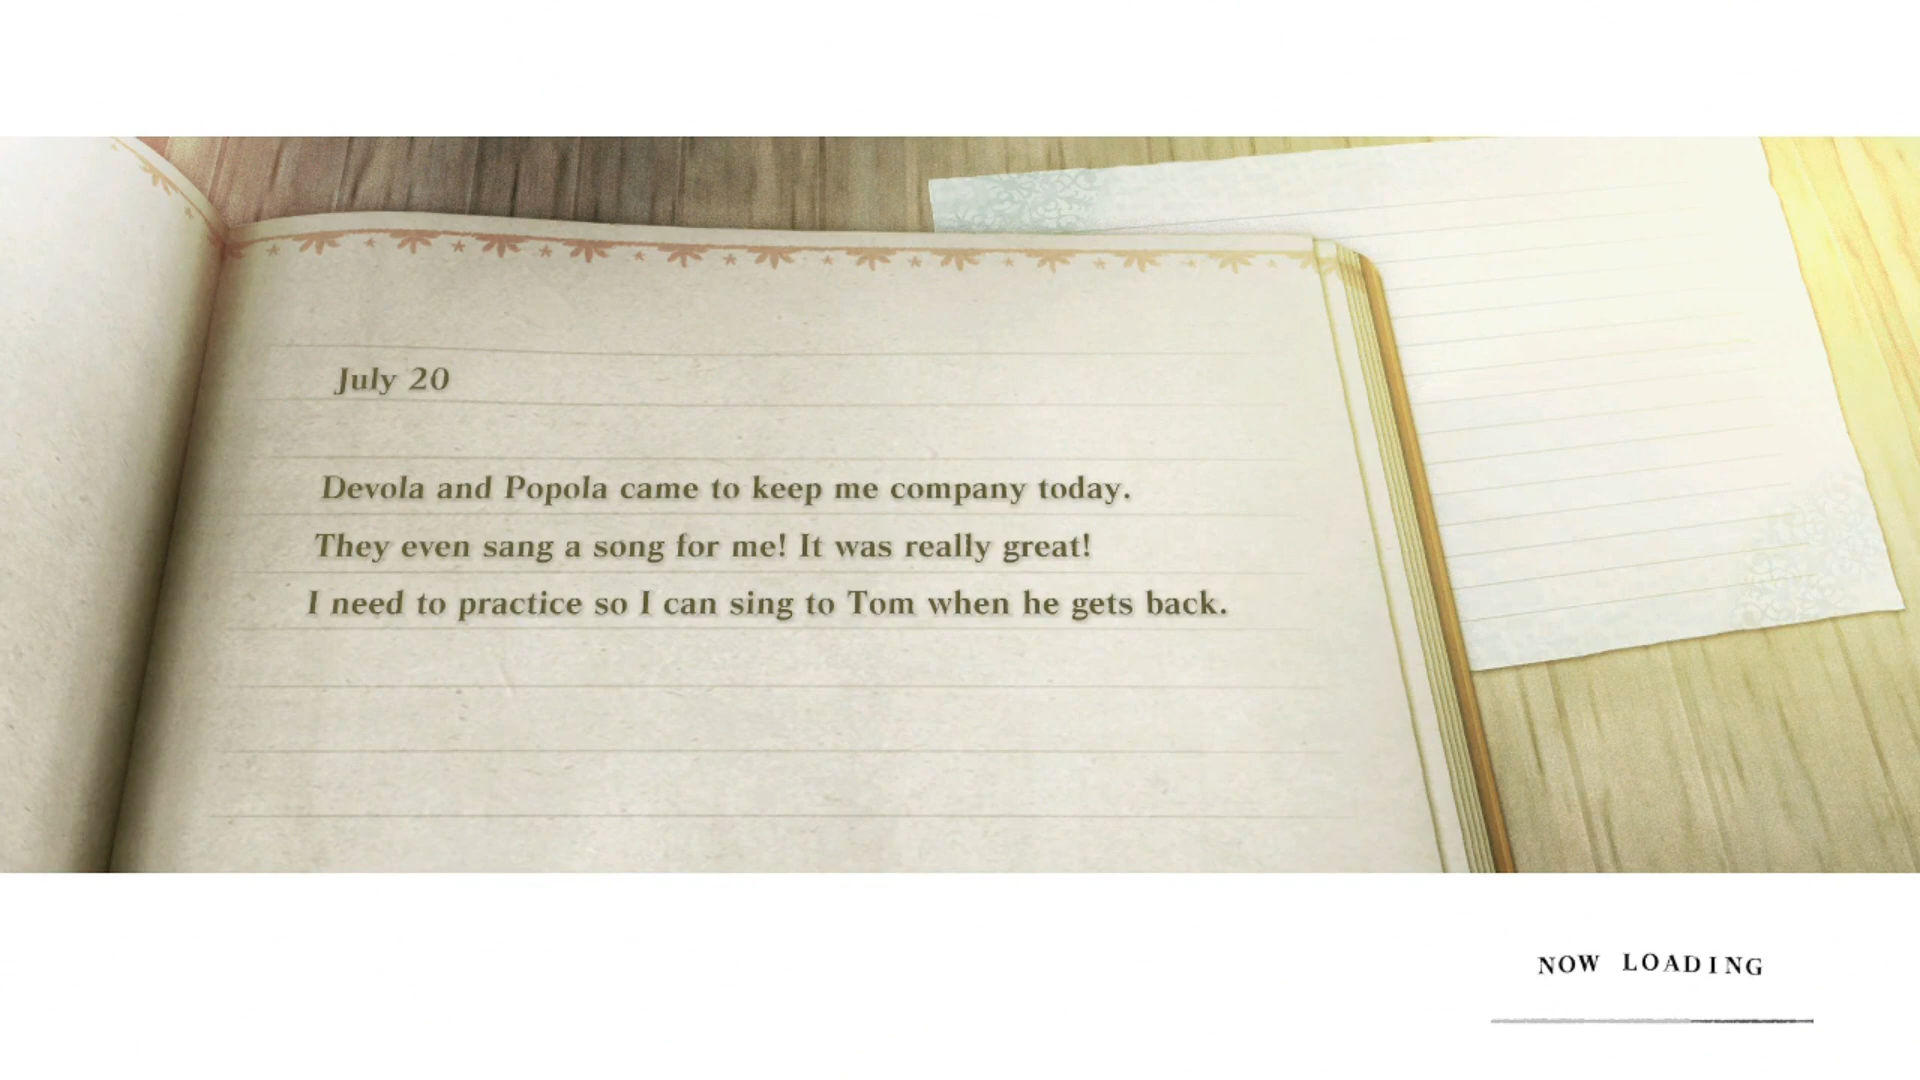 July 20
Devola and Popola came to keep me company today.
They even sang a song for me! It was really great!
I need to practice so I can sing to Tom when he gets back.
NOW LOADING